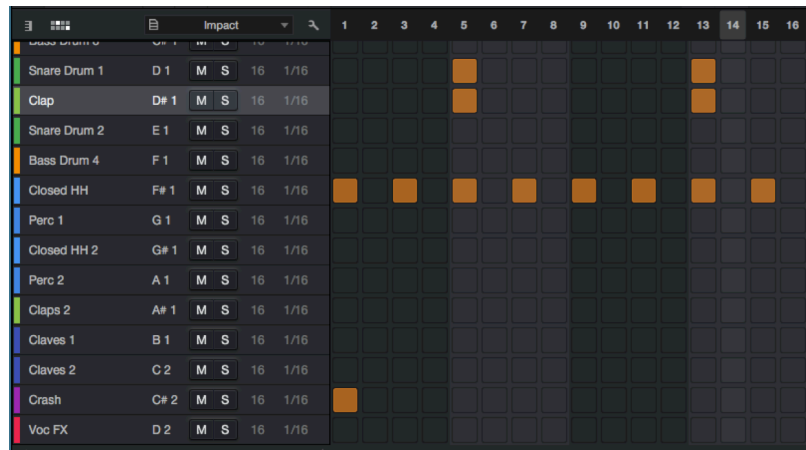 Impact 1 2 3 4 5 6 7 8 9 10 11 12 13 14 15 16
Snare Drum 1 D 1 M S 16 1/16
Clap D# 1 M S 16 1/16
Snare Drum 2 E 1 M S 16 1/16
Bass Drum 4 F 1 M S 16 1/16
Closed HH F# 1 M S 16 1/16
Perc 1 G 1 M S 16 1/16
Closed HH 2 G# 1 M S 16 1/16
Perc 2 A 1 M S 16 1/16
Claps 2 A# 1 M S 16 1/16
Claves 1 B 1 M S 16 1/16
Claves 2 C 2 M S 16 1/16
Crash C# 2 M S 16 1/16
Voc FX D 2 M S 16 1/16